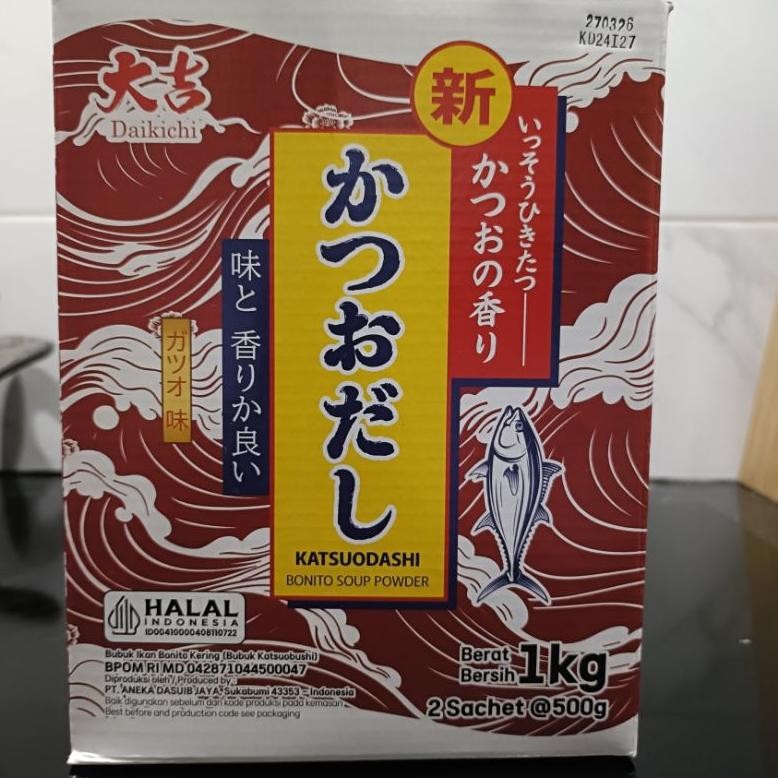 270326
KD24I27
大吉
Daikichi
新
いっそうひきたつ
かつおの香り
かつおだし
味と 香りか良い
ガツオ 味
KATSUODASHI
BONITO SOUP POWDER
HALAL
INDONESIA
ID00410000408110722
Bubuk Ikan Bonito Kering (Bubuk Katsuobushi)
BPOM RI MD 042871044500047
Diproduksi oleh / Produced by
PT. ANEKA DASUIB JAYA, Sukabumi 43353 - Indonesia
Baik digunakan sebelum dan kode produksi pada kemasan
Best before and production code see packaging
Berat
Bersih 1kg
2 Sachet @500g